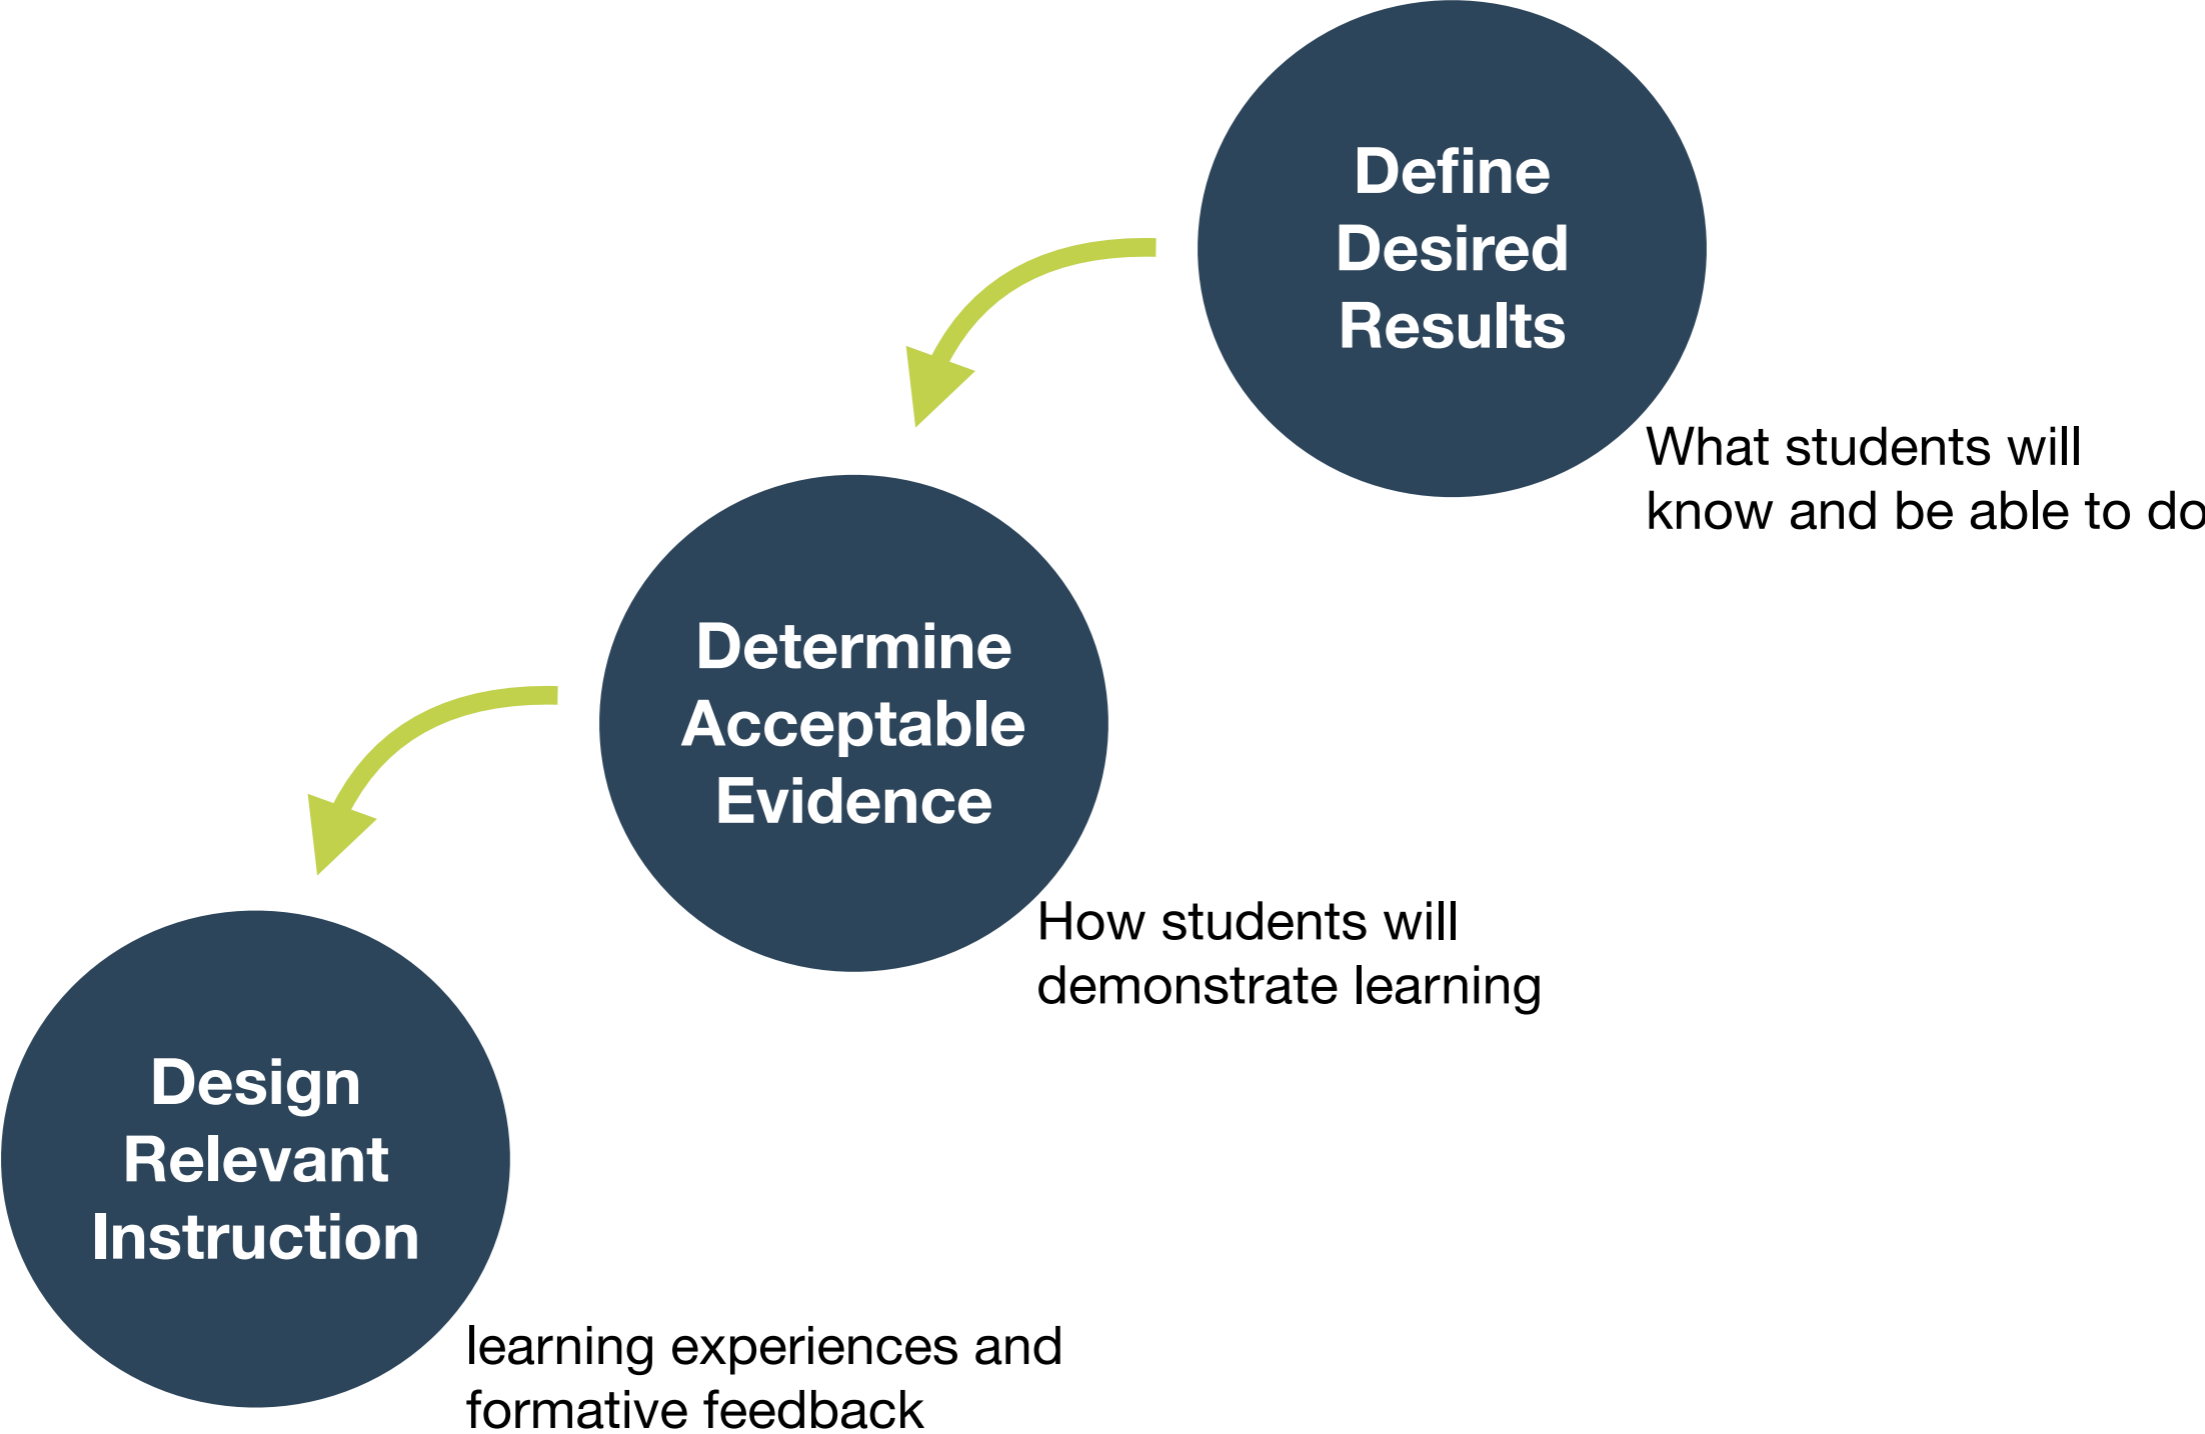 Define
Desired
Results
What students will
know and be able to do
Determine
Acceptable
Evidence
How students will
demonstrate learning
Design
Relevant
Instruction
learning experiences and
formative feedback